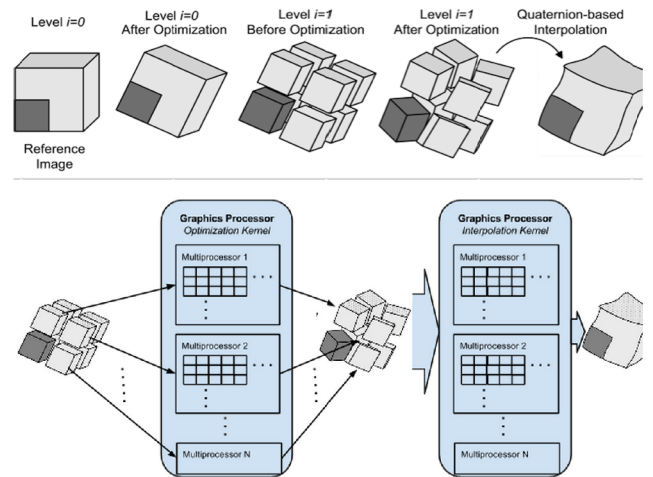 Level i=0
Level i=0
After Optimization
Level i=1
Before Optimization
Level i=1
After Optimization
Quaternion-based
Interpolation
Reference
Image
Graphics Processor
Optimization Kernel
Multiprocessor 1
Multiprocessor 2
Multiprocessor N
Graphics Processor
Interpolation Kernel
Multiprocessor 1
Multiprocessor 2
Multiprocessor N